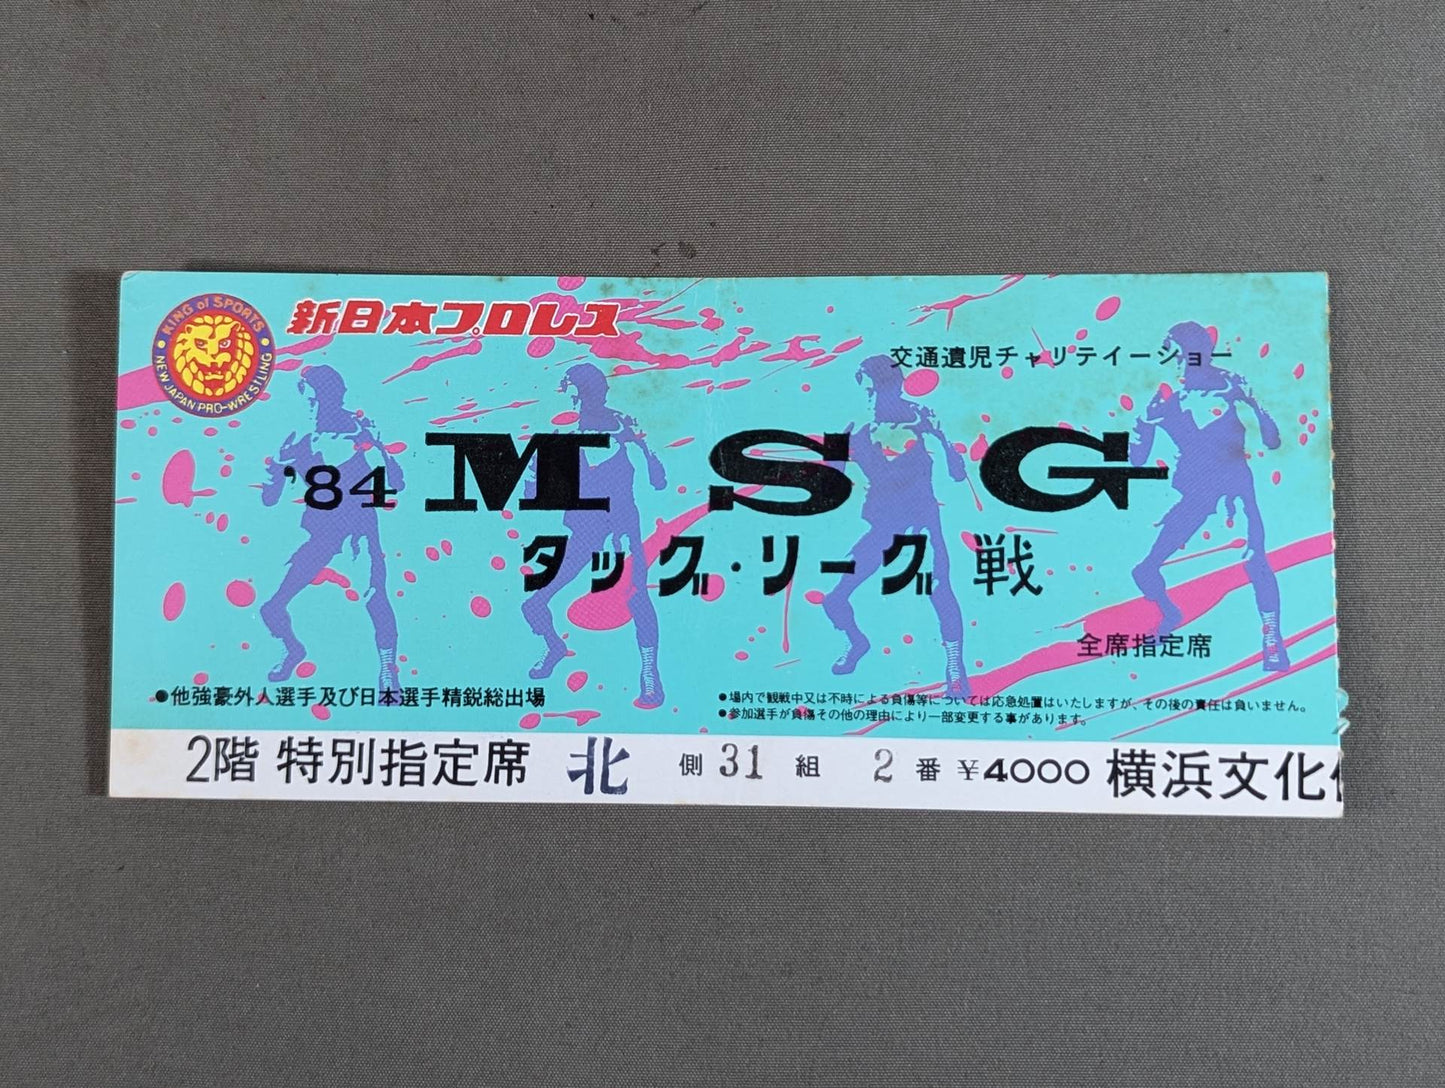 KING of SPORTS
NEW JAPAN PRO-WRESTLING
新日本プロレス
交通遺児チャリテイーショー
'84 MSG
タッグ・リーグ戦
全席指定席
●他強豪外人選手及び日本選手精鋭総出場
●場内で観戦中又は不時による負傷等については応急処置はいたしますが、その後の責任は負いません。
●参加選手が負傷その他の理由により一部変更する事があります。
2階 特別指定席 北 側 31 組 2 番 ¥4000 横浜文化